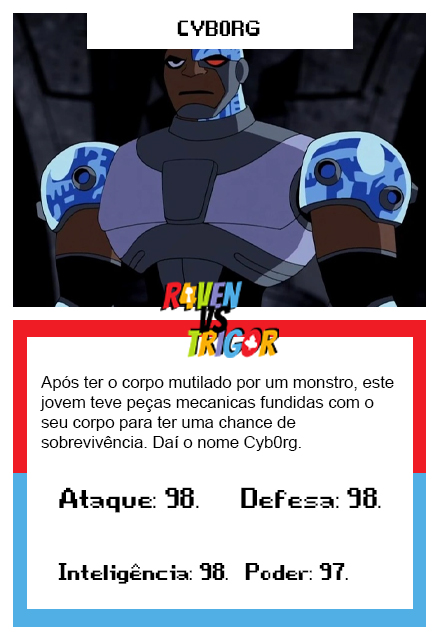 CYB0RG
R4VEN
VS
TRIGOR
Após ter o corpo mutilado por um monstro, este
jovem teve peças mecanicas fundidas com o
seu corpo para ter uma chance de
sobrevivência. Daí o nome Cyb0rg.
Ataque: 98. Defesa: 98.
Inteligência: 98. Poder: 97.